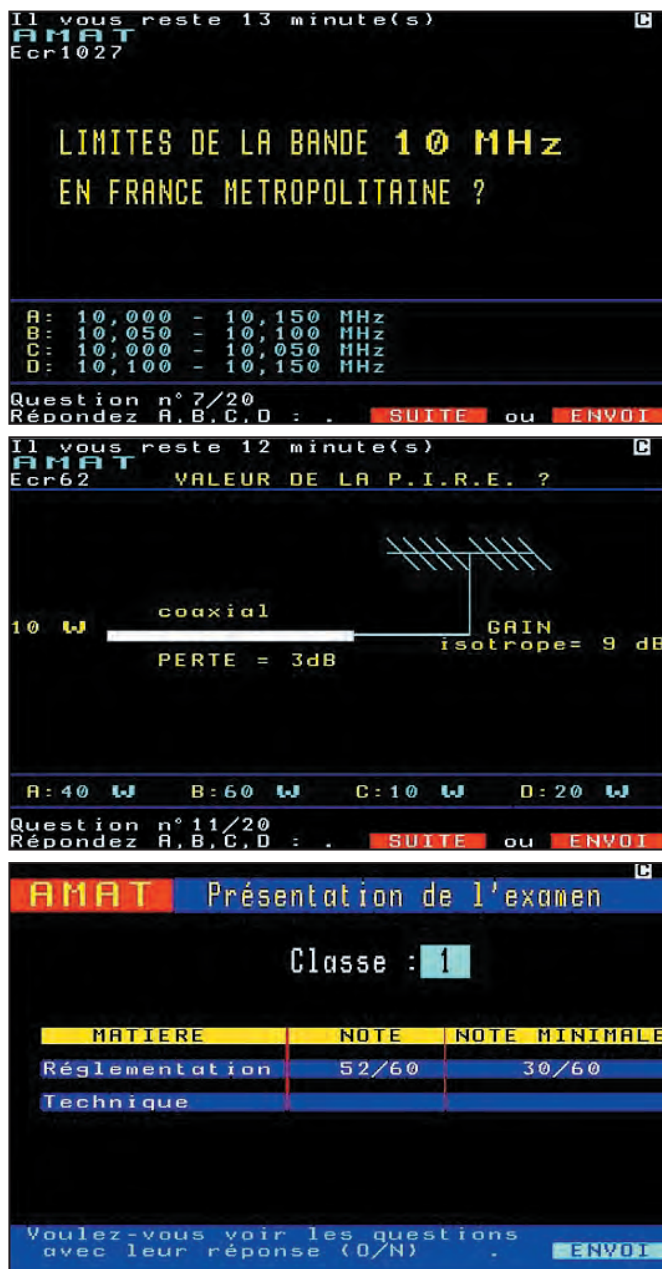 Il vous reste 13 minute(s) C
AMAT
Ecr1027
LIMITES DE LA BANDE 10 MHz
EN FRANCE METROPOLITAINE ?
A: 10,000 - 10,150 MHz
B: 10,050 - 10,100 MHz
C: 10,000 - 10,050 MHz
D: 10,100 - 10,150 MHz
Question n°7/20
Répondez A,B,C,D : . SUITE ou ENVOI
Il vous reste 12 minute(s) C
AMAT
Ecr62 VALEUR DE LA P.I.R.E. ?
coaxial
10 W GAIN
isotrope= 9 dB
PERTE = 3dB
A:40 W B:60 W C:10 W D:20 W
Question n°11/20
Répondez A,B,C,D : . SUITE ou ENVOI
C
AMAT Présentation de l'examen
Classe : 1
MATIERE NOTE NOTE MINIMALE
Réglementation 52/60 30/60
Technique
Voulez-vous voir les questions
avec leur réponse (O/N) . ENVOI